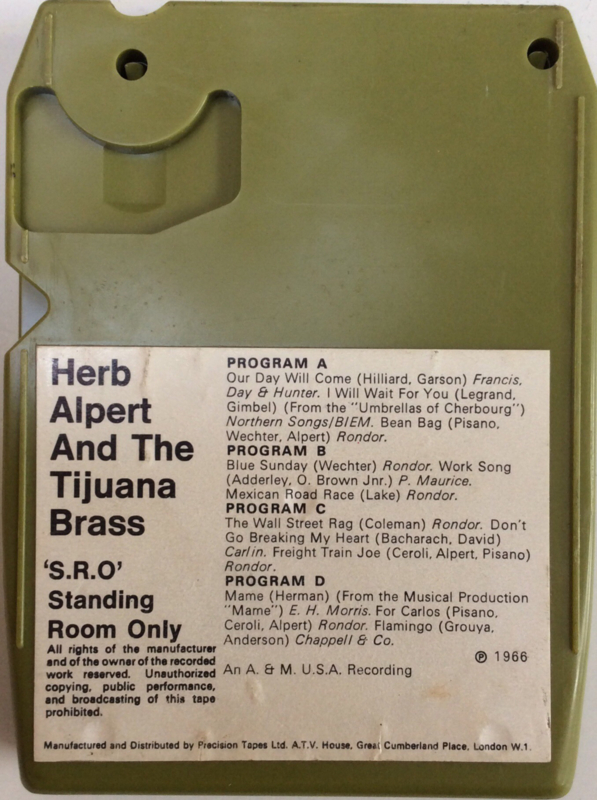 Herb
Alpert
And The
Tijuana
Brass
'S.R.O'
Standing
Room Only
All rights of the manufacturer
and of the owner of the recorded
work reserved. Unauthorized
copying, public performance,
and broadcasting of this tape
prohibited.
PROGRAM A
Our Day Will Come (Hilliard, Garson) Francis,
Day & Hunter. I Will Wait For You (Legrand,
Gimbel) (From the "Umbrellas of Cherbourg")
Northern Songs/BIEM. Bean Bag (Pisano,
Wechter, Alpert) Rondor.
PROGRAM B
Blue Sunday (Wechter) Rondor. Work Song
(Adderley, O. Brown Jnr.) P. Maurice.
Mexican Road Race (Lake) Rondor.
PROGRAM C
The Wall Street Rag (Coleman) Rondor. Don't
Go Breaking My Heart (Bacharach, David)
Carlin. Freight Train Joe (Ceroli, Alpert, Pisano)
Rondor.
PROGRAM D
Mame (Herman) (From the Musical Production
"Mame") E. H. Morris. For Carlos (Pisano,
Ceroli, Alpert) Rondor. Flamingo (Grouya,
Anderson) Chappell & Co.
℗ 1966
An A. & M. U.S.A. Recording
Manufactured and Distributed by Precision Tapes Ltd. A.T.V. House, Great Cumberland Place, London W.1.